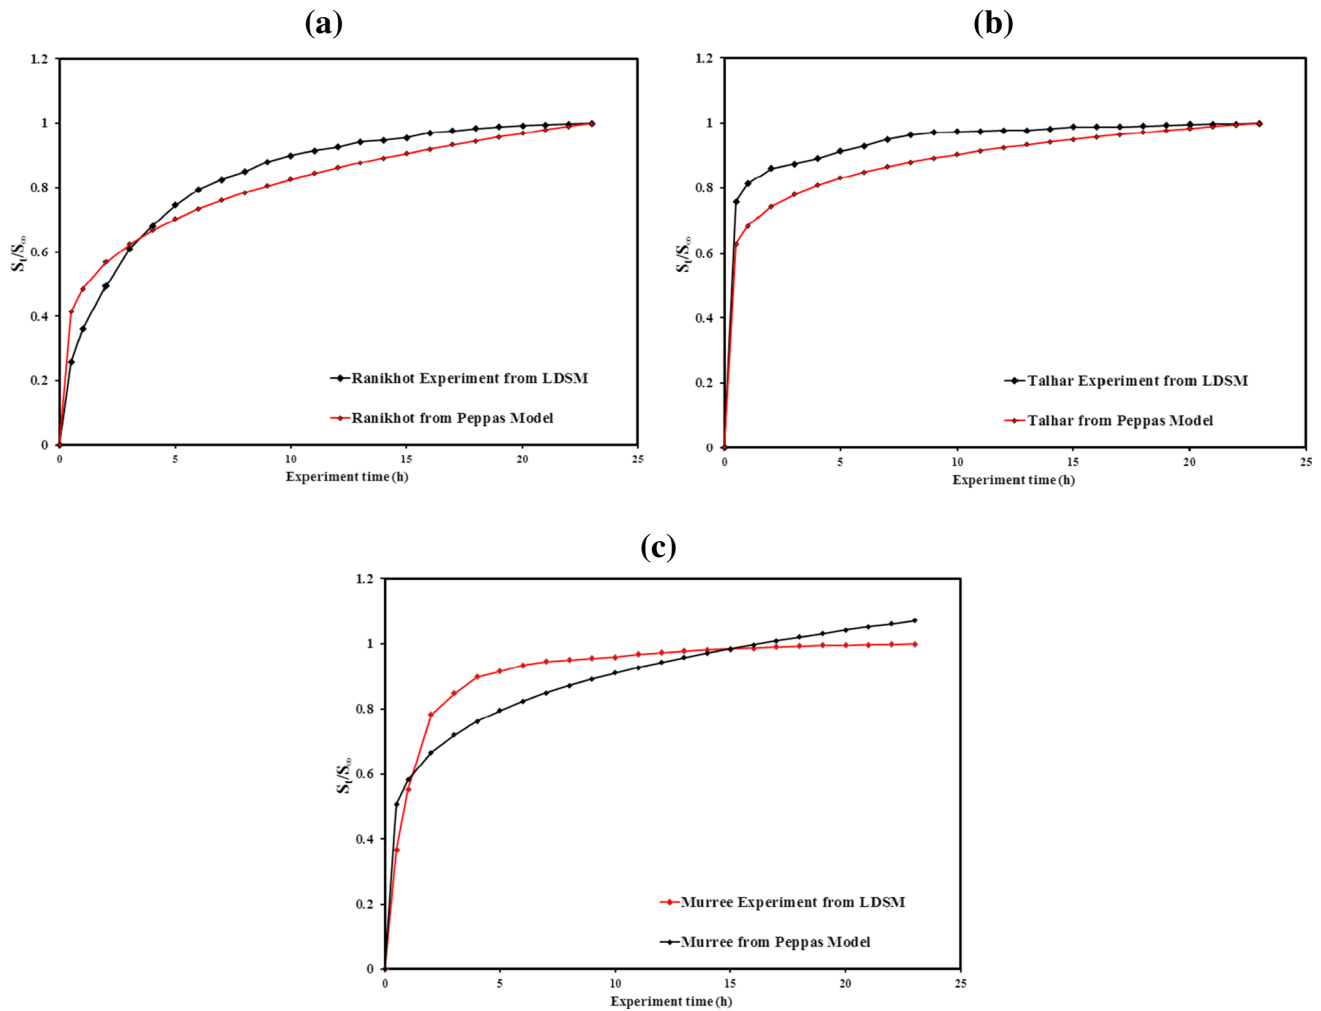 (a)
1.2
1
0.8
0.6
0.4
0.2
0
St/S∞
0
5
10
15
20
25
Experiment time (h)
Ranikhot Experiment from LDSM
Ranikhot from Peppas Model
(b)
1.2
1
0.8
0.6
0.4
0.2
0
St/S∞
0
5
10
15
20
25
Experiment time (h)
Talhar Experiment from LDSM
Talhar from Peppas Model
(c)
1.2
1
0.8
0.6
0.4
0.2
0
St/S∞
0
5
10
15
20
25
Experiment time (h)
Murree Experiment from LDSM
Murree from Peppas Model